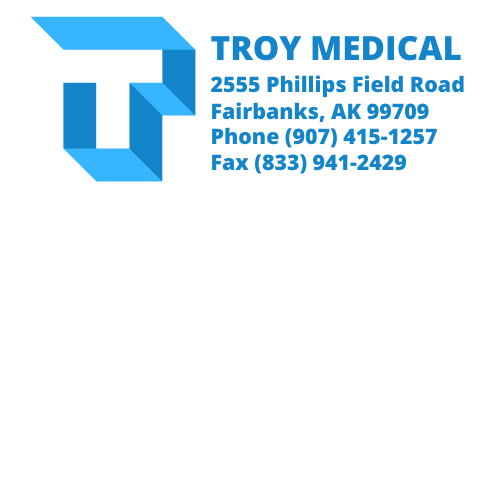 TROY MEDICAL
2555 Phillips Field Road
Fairbanks, AK 99709
Phone (907) 415-1257
Fax (833) 941-2429